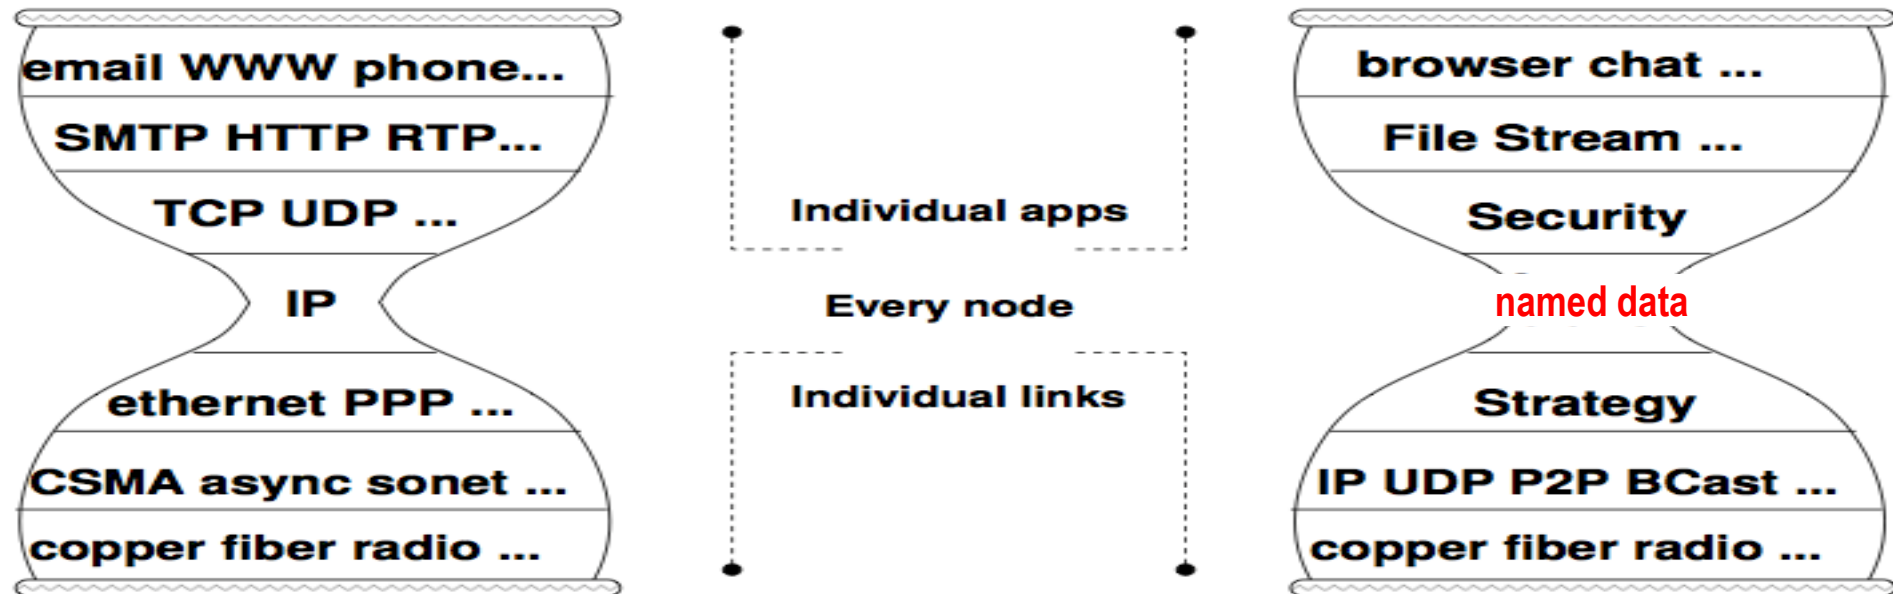 email WWW phone...
SMTP HTTP RTP...
TCP UDP ...
IP
ethernet PPP ...
CSMA async sonet ...
copper fiber radio ...
Individual apps
Every node
Individual links
browser chat ...
File Stream ...
Security
named data
Strategy
IP UDP P2P BCast ...
copper fiber radio ...